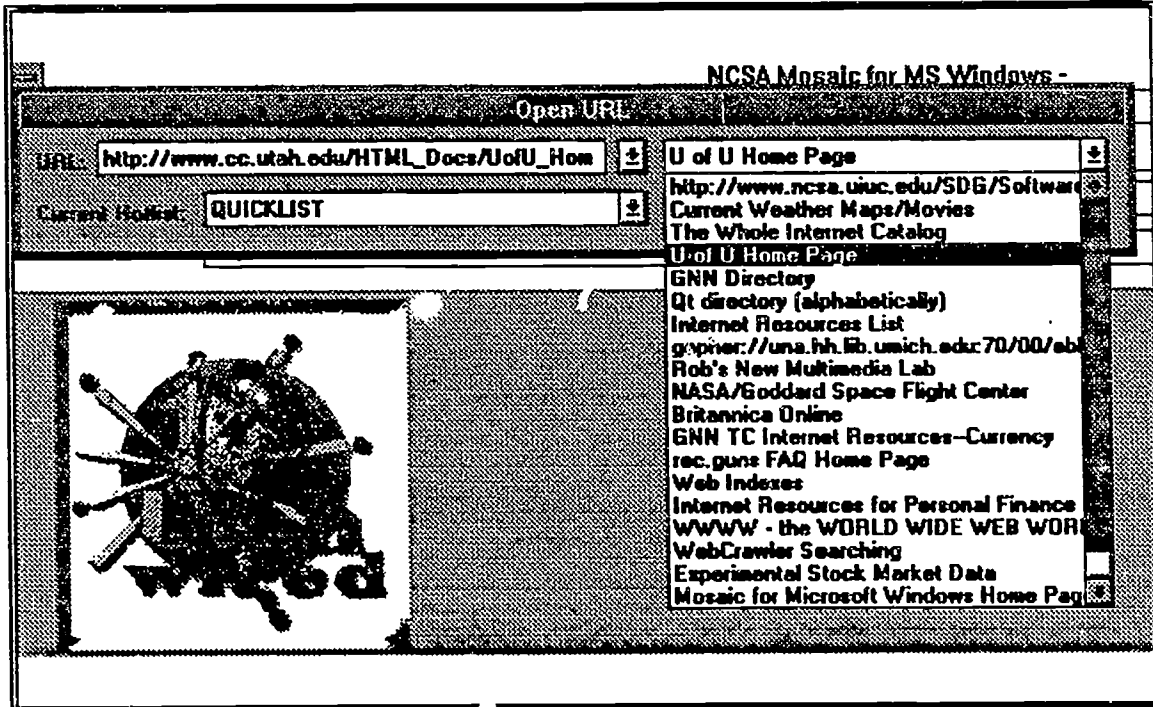 NCSA Mosaic for MS Windows -
Open URL
URL: http://www.cc.utah.edu/HTML_Docs/UofU_Hom
U of U Home Page
Current Hotlist: QUICKLIST
http://www.ncsa.uiuc.edu/SDG/Software
Current Weather Maps/Movies
The Whole Internet Catalog
U of U Home Page
GNN Directory
Qt directory (alphabetically)
Internet Resources List
gopher://una.hh.lib.umich.edu:70/00/ebl
Rob's New Multimedia Lab
NASA/Goddard Space Flight Center
Britannica Online
GNN TC Internet Resources--Currency
rec.guns FAQ Home Page
Web Indexes
Internet Resources for Personal Finance
WWWW - the WORLD WIDE WEB WOR
WebCrawler Searching
Experimental Stock Market Data
Mosaic for Microsoft Windows Home Pag